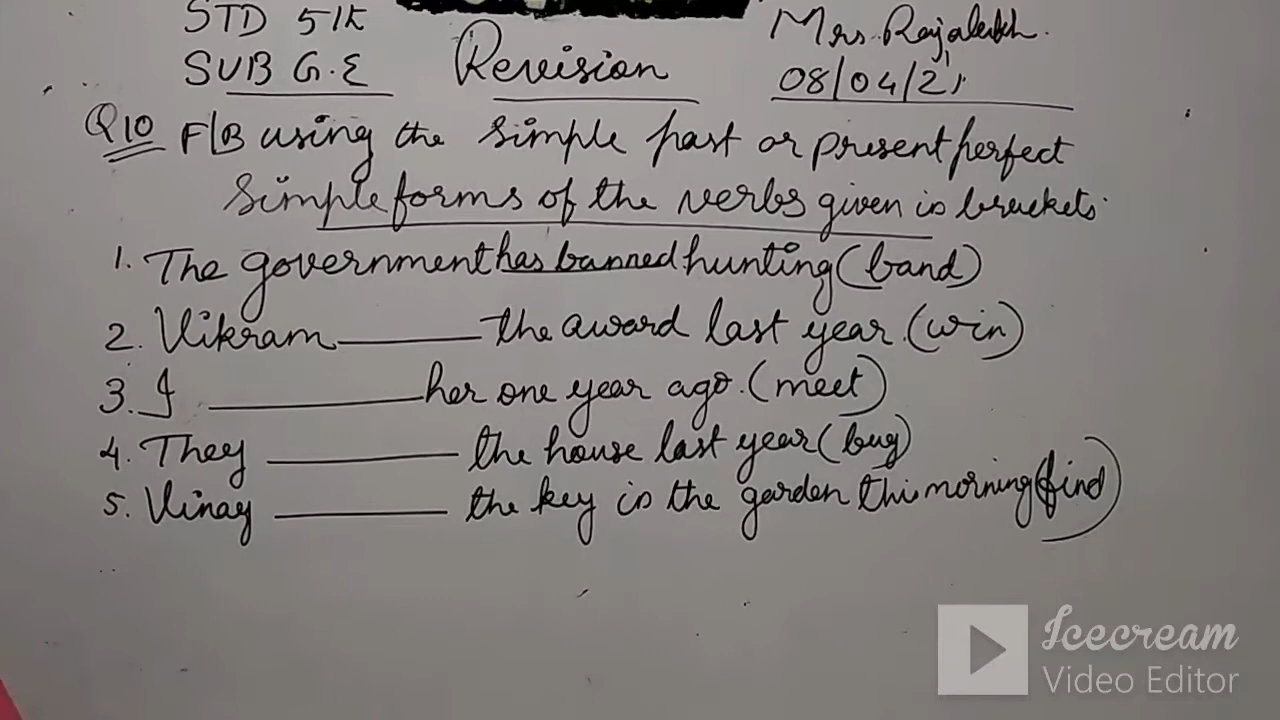 STD 5th
SUB G.E
Revision
Mrs. Rajalekh.
08/04/21
Q10 F/B using the simple past or present perfect
Simple forms of the verbs given in brackets.
1. The government has banned hunting (band)
2. Vikram ______ the award last year. (win)
3. I ______ her one year ago. (meet)
4. They ______ the house last year (buy)
5. Vinay ______ the key in the garden this morning (find)
Icecream
Video Editor